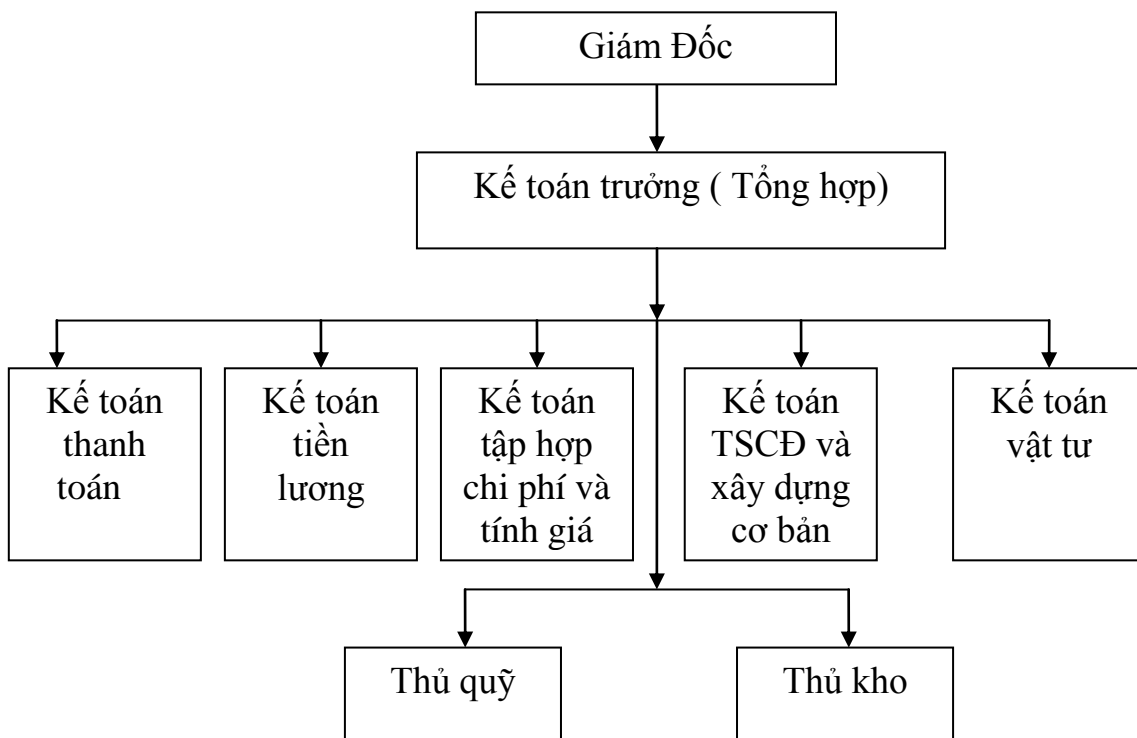 Giám Đốc
Kế toán trưởng ( Tổng hợp)
Kế toán
thanh
toán
Kế toán
tiền
lương
Kế toán
tập hợp
chi phí và
tính giá
Kế toán
TSCĐ và
xây dựng
cơ bản
Kế toán
vật tư
Thủ quỹ
Thủ kho